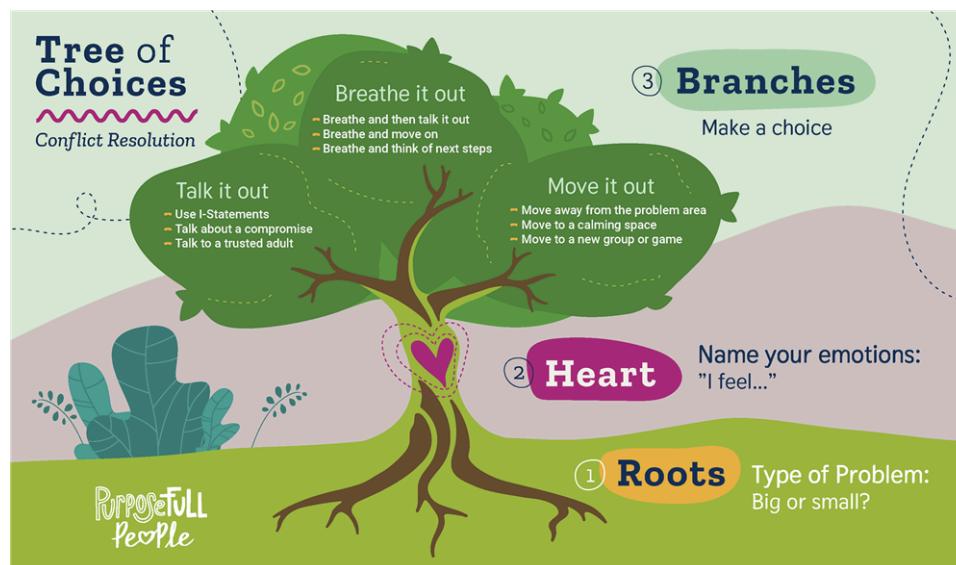 Tree of
Choices
Conflict Resolution
Breathe it out
Breathe and then talk it out
Breathe and move on
Breathe and think of next steps
Talk it out
Use I-Statements
Talk about a compromise
Talk to a trusted adult
Move it out
Move away from the problem area
Move to a calming space
Move to a new group or game
3 Branches
Make a choice
2 Heart
Name your emotions:
"I feel..."
1 Roots
Type of Problem:
Big or small?
PurposeFULL
People